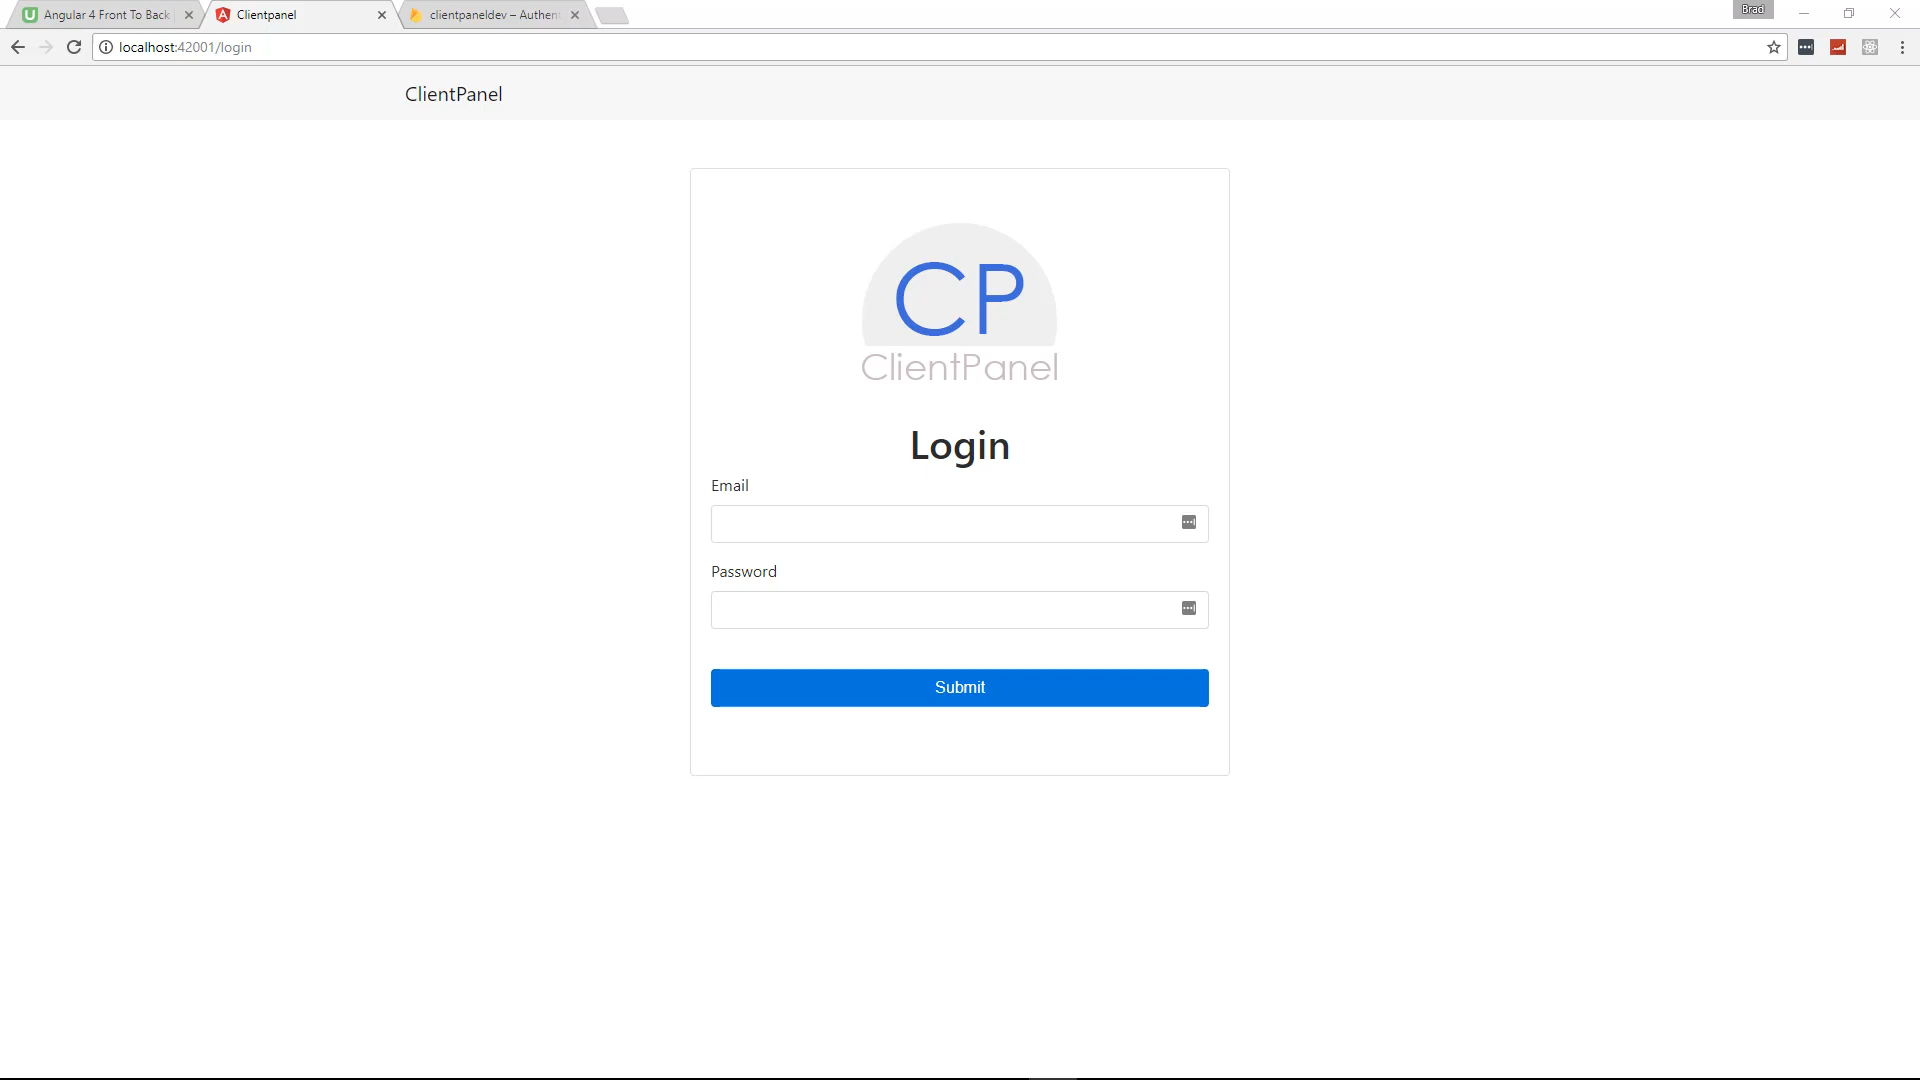 Angular 4 Front To Back
Clientpanel
clientpaneldev – Authen
Brad
localhost:42001/login
ClientPanel
CP
ClientPanel
Login
Email
Password
Submit